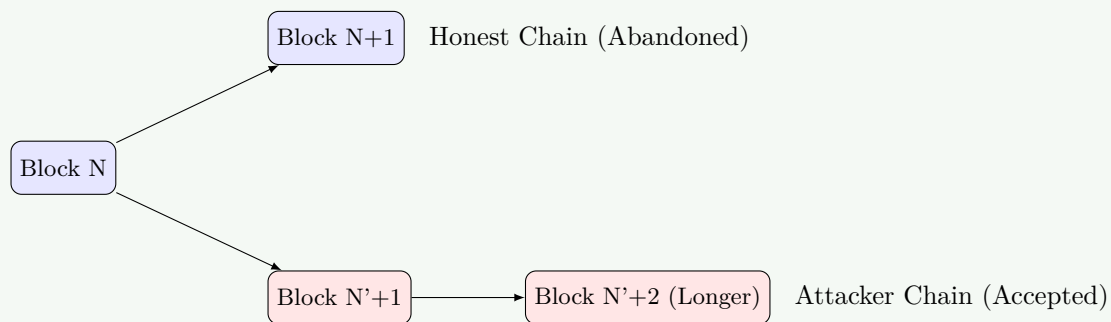 Block N+1 Honest Chain (Abandoned)
Block N
Block N'+1 Block N'+2 (Longer) Attacker Chain (Accepted)